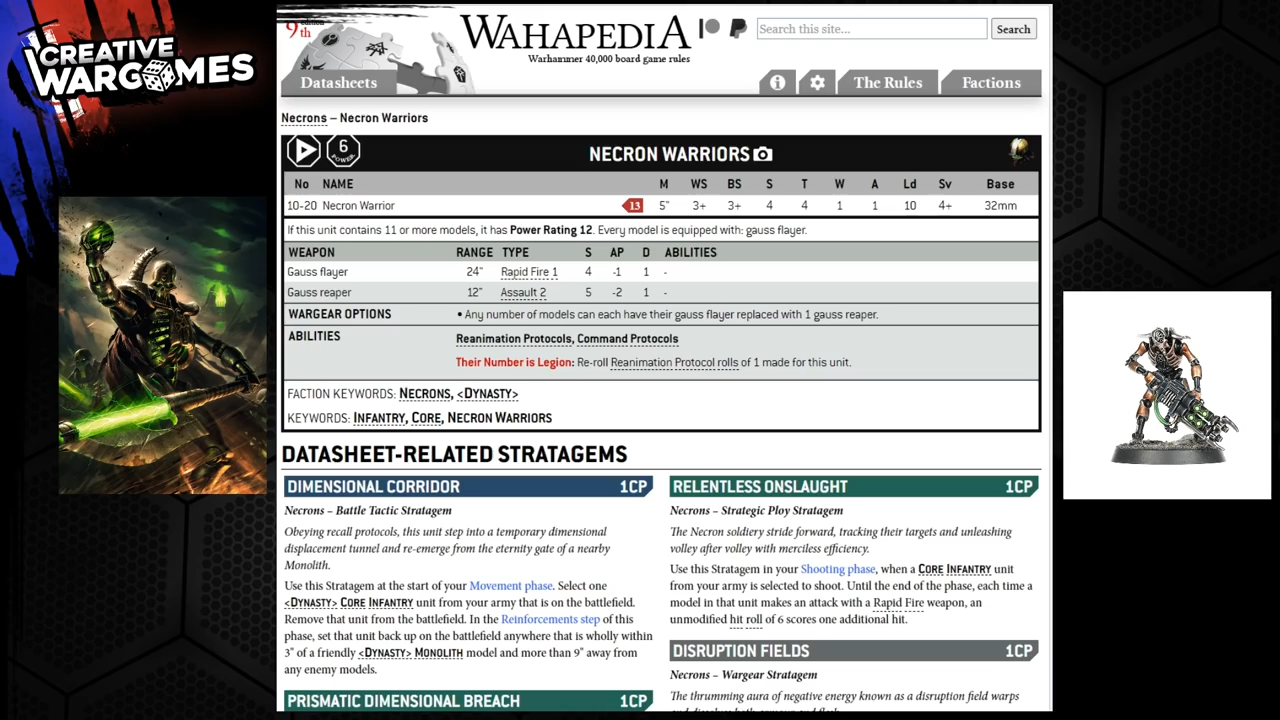 CREATIVE
WARGAMES
9th edition
WAHAPEDIA
Warhammer 40,000 board game rules
Search this site...
Search
Datasheets
The Rules
Factions
Necrons – Necron Warriors
6
POWER
NECRON WARRIORS
No NAME M WS BS S T W A Ld Sv Base
10-20 Necron Warrior 13 5" 3+ 3+ 4 4 1 1 10 4+ 32mm
If this unit contains 11 or more models, it has Power Rating 12. Every model is equipped with: gauss flayer.
WEAPON RANGE TYPE S AP D ABILITIES
Gauss flayer 24" Rapid Fire 1 4 -1 1 -
Gauss reaper 12" Assault 2 5 -2 1 -
WARGEAR OPTIONS • Any number of models can each have their gauss flayer replaced with 1 gauss reaper.
ABILITIES Reanimation Protocols, Command Protocols
Their Number is Legion: Re-roll Reanimation Protocol rolls of 1 made for this unit.
FACTION KEYWORDS: NECRONS, <DYNASTY>
KEYWORDS: INFANTRY, CORE, NECRON WARRIORS
DATASHEET-RELATED STRATAGEMS
DIMENSIONAL CORRIDOR 1CP
Necrons – Battle Tactic Stratagem
Obeying recall protocols, this unit step into a temporary dimensional
displacement tunnel and re-emerge from the eternity gate of a nearby
Monolith.
Use this Stratagem at the start of your Movement phase. Select one
<DYNASTY> CORE INFANTRY unit from your army that is on the battlefield.
Remove that unit from the battlefield. In the Reinforcements step of this
phase, set that unit back up on the battlefield anywhere that is wholly within
3" of a friendly <DYNASTY> MONOLITH model and more than 9" away from
any enemy models.
PRISMATIC DIMENSIONAL BREACH 1CP
RELENTLESS ONSLAUGHT 1CP
Necrons – Strategic Ploy Stratagem
The Necron soldiery stride forward, tracking their targets and unleashing
volley after volley with merciless efficiency.
Use this Stratagem in your Shooting phase, when a CORE INFANTRY unit
from your army is selected to shoot. Until the end of the phase, each time a
model in that unit makes an attack with a Rapid Fire weapon, an
unmodified hit roll of 6 scores one additional hit.
DISRUPTION FIELDS 1CP
Necrons – Wargear Stratagem
The thrumming aura of negative energy known as a disruption field warps